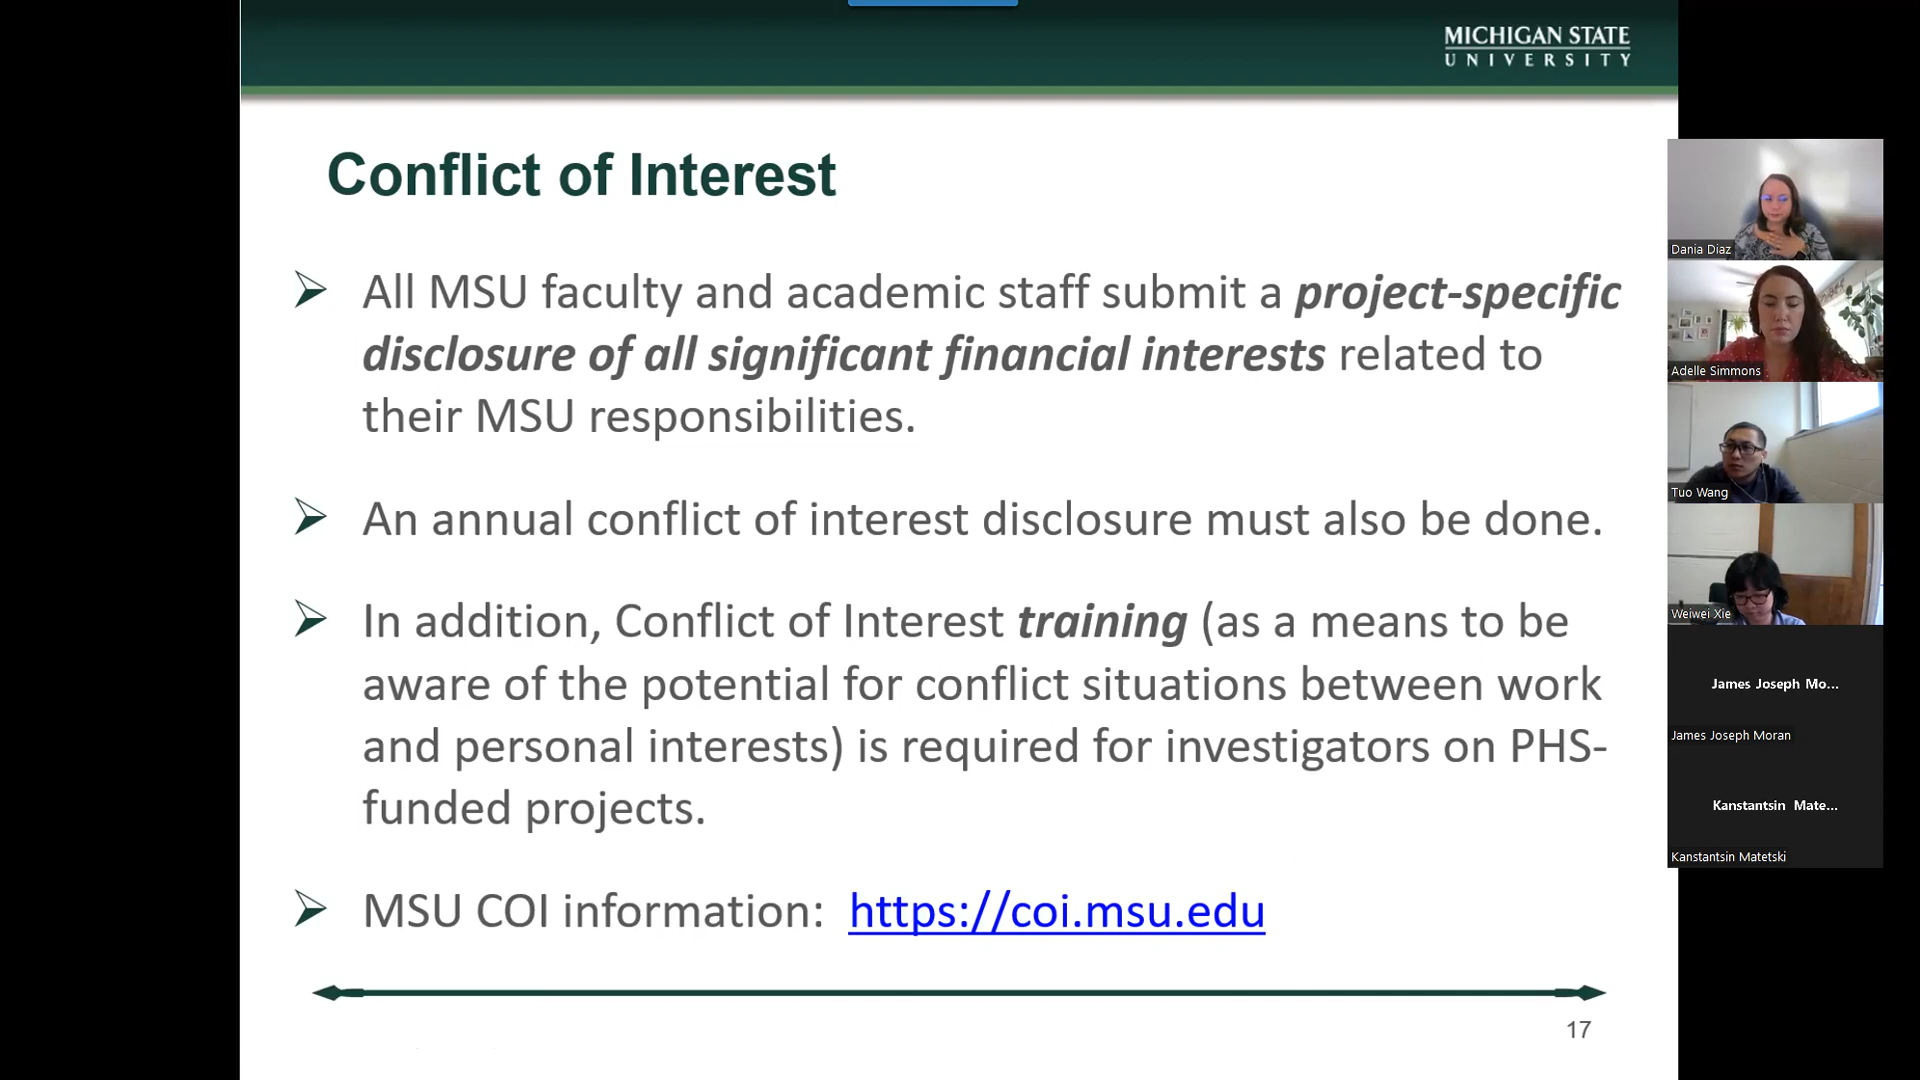 MICHIGAN STATE
UNIVERSITY
Conflict of Interest
All MSU faculty and academic staff submit a project-specific
disclosure of all significant financial interests related to
their MSU responsibilities.
An annual conflict of interest disclosure must also be done.
In addition, Conflict of Interest training (as a means to be
aware of the potential for conflict situations between work
and personal interests) is required for investigators on PHS-
funded projects.
MSU COI information: https://coi.msu.edu
17
Dania Diaz
Adelle Simmons
Tuo Wang
Weiwei Xie
James Joseph Mo...
James Joseph Moran
Kanstantsin Mate...
Kanstantsin Matetski